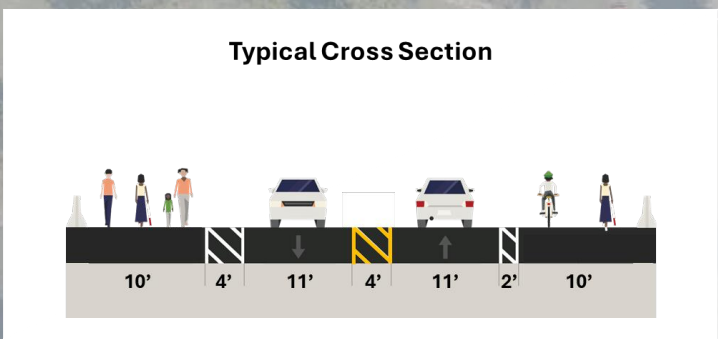 Typical Cross Section
10’ 4’ 11’ 4’ 11’ 2’ 10’